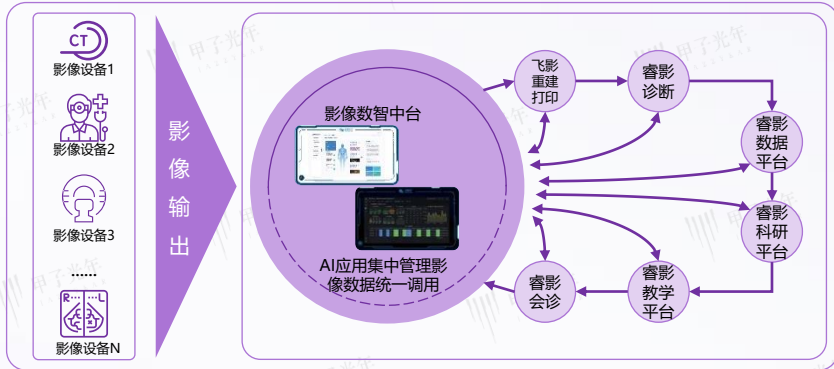 CT
影像设备1
影像设备2
影像设备3
......
R...L
影像设备N
影
像
输
出
影像数智中台
AI应用集中管理影
像数据统一调用
飞影
重建
打印
睿影
诊断
睿影
数据
平台
睿影
科研
平台
睿影
教学
平台
睿影
会诊
甲子光年